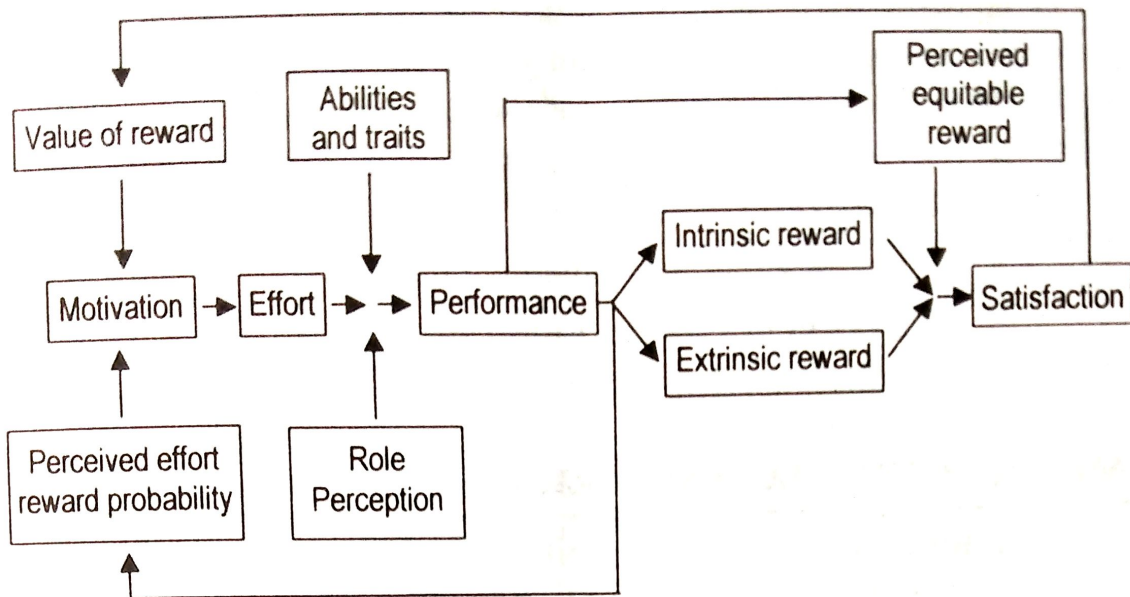 Value of reward
Abilities
and traits
Perceived
equitable
reward
Intrinsic reward
Motivation
Effort
Performance
Satisfaction
Extrinsic reward
Perceived effort
reward probability
Role
Perception